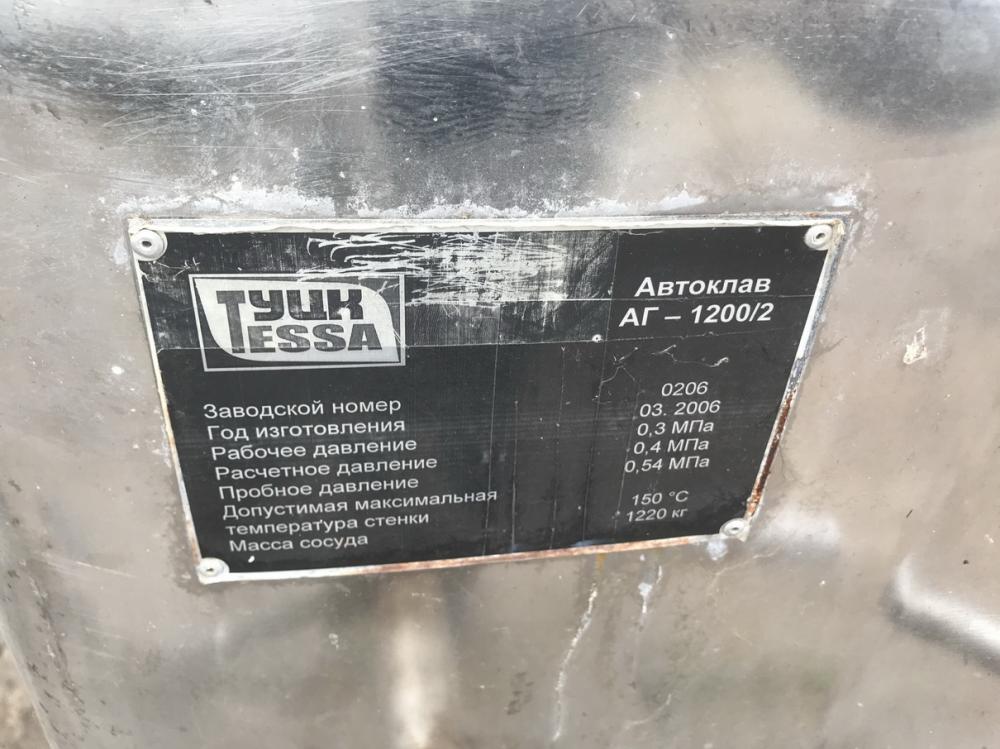 ТУЦК
TESSA
Автоклав
АГ – 1200/2
Заводской номер 0206
Год изготовления 03. 2006
Рабочее давление 0,3 МПа
Расчетное давление 0,4 МПа
Пробное давление 0,54 МПа
Допустимая максимальная
температура стенки 150 °С
Масса сосуда 1220 кг